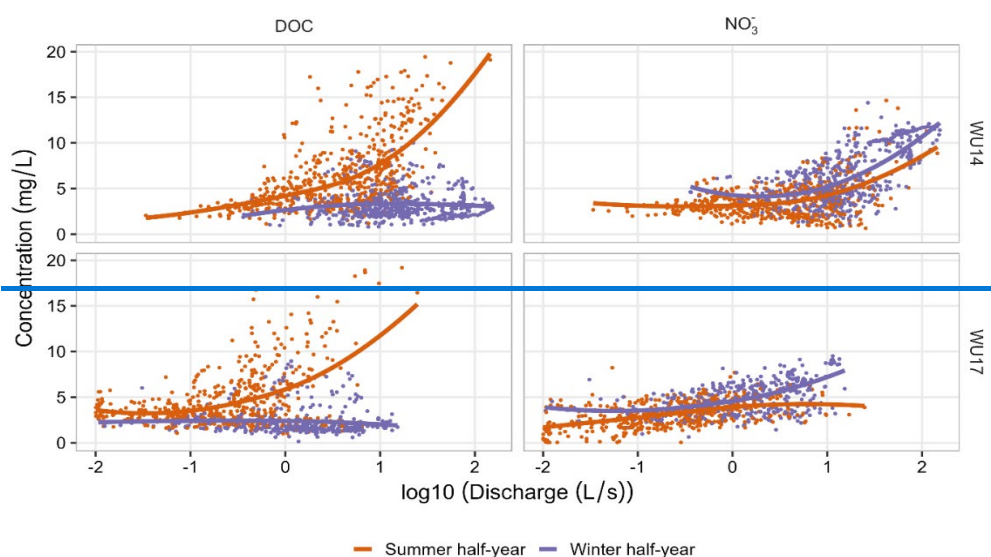 DOC
NO₃⁻
20
15
10
5
0
WU14
Concentration (mg/L)
20
15
10
5
0
WU17
-2 -1 0 1 2
-2 -1 0 1 2
log10 (Discharge (L/s))
Summer half-year Winter half-year